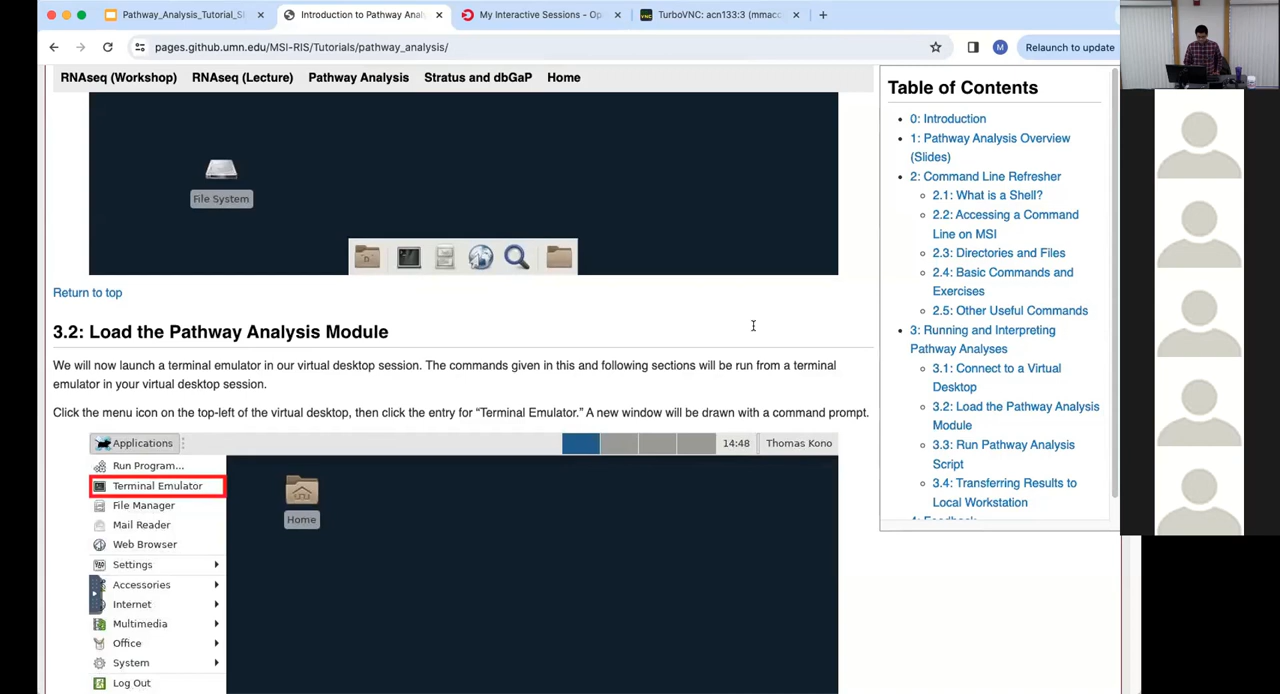 Pathway_Analysis_Tutorial_Sl
Introduction to Pathway Anal
My Interactive Sessions - Op
TurboVNC: acn133:3 (mmacc
pages.github.umn.edu/MSI-RIS/Tutorials/pathway_analysis/
M
Relaunch to update
RNAseq (Workshop)
RNAseq (Lecture)
Pathway Analysis
Stratus and dbGaP
Home
File System
Return to top
3.2: Load the Pathway Analysis Module
We will now launch a terminal emulator in our virtual desktop session. The commands given in this and following sections will be run from a terminal
emulator in your virtual desktop session.
Click the menu icon on the top-left of the virtual desktop, then click the entry for “Terminal Emulator.” A new window will be drawn with a command prompt.
Applications
14:48
Thomas Kono
Run Program...
Terminal Emulator
File Manager
Mail Reader
Web Browser
Settings
Accessories
Internet
Multimedia
Office
System
Log Out
Home
Table of Contents
0: Introduction
1: Pathway Analysis Overview
(Slides)
2: Command Line Refresher
2.1: What is a Shell?
2.2: Accessing a Command
Line on MSI
2.3: Directories and Files
2.4: Basic Commands and
Exercises
2.5: Other Useful Commands
3: Running and Interpreting
Pathway Analyses
3.1: Connect to a Virtual
Desktop
3.2: Load the Pathway Analysis
Module
3.3: Run Pathway Analysis
Script
3.4: Transferring Results to
Local Workstation
4: Feedback